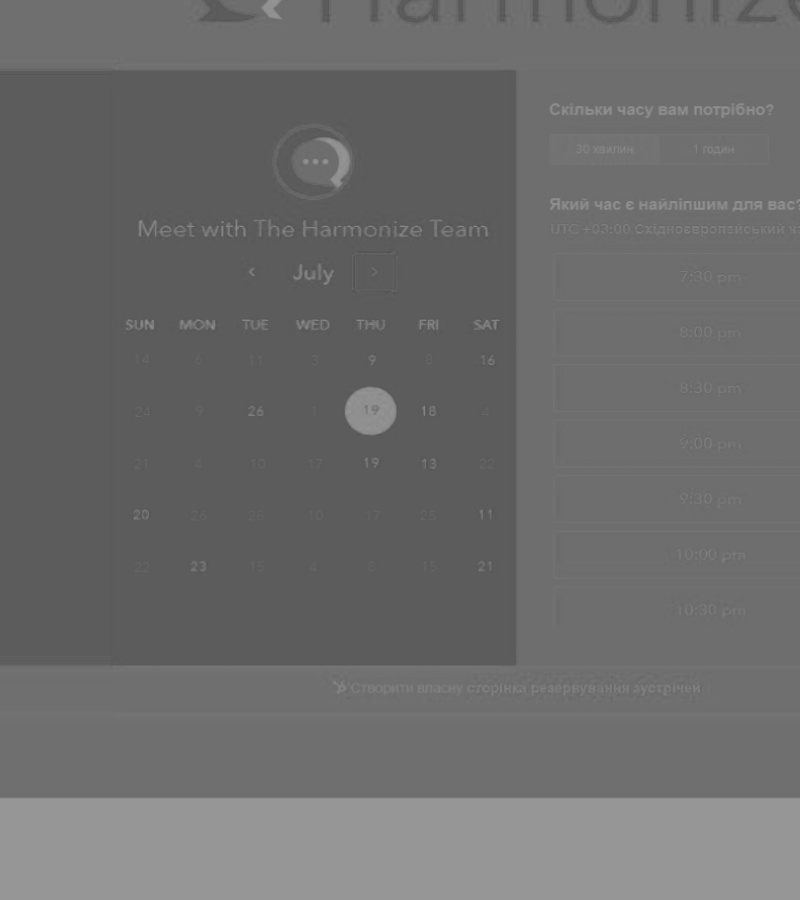 Harmonize
Meet with The Harmonize Team
July
SUN MON TUE WED THU FRI SAT
14 6 11 3 9 8 16
24 9 26 1 19 18 4
21 4 10 17 19 13 22
20 26 28 10 17 25 11
22 23 15 4 6 15 21
Скільки часу вам потрібно?
30 хвилин 1 годин
Який час є найліпшим для вас?
UTC +03:00 Східноєвропейський
7:30 pm
8:00 pm
8:30 pm
9:00 pm
9:30 pm
10:00 pm
10:30 pm
Створити власну сторінка резервування зустрічей